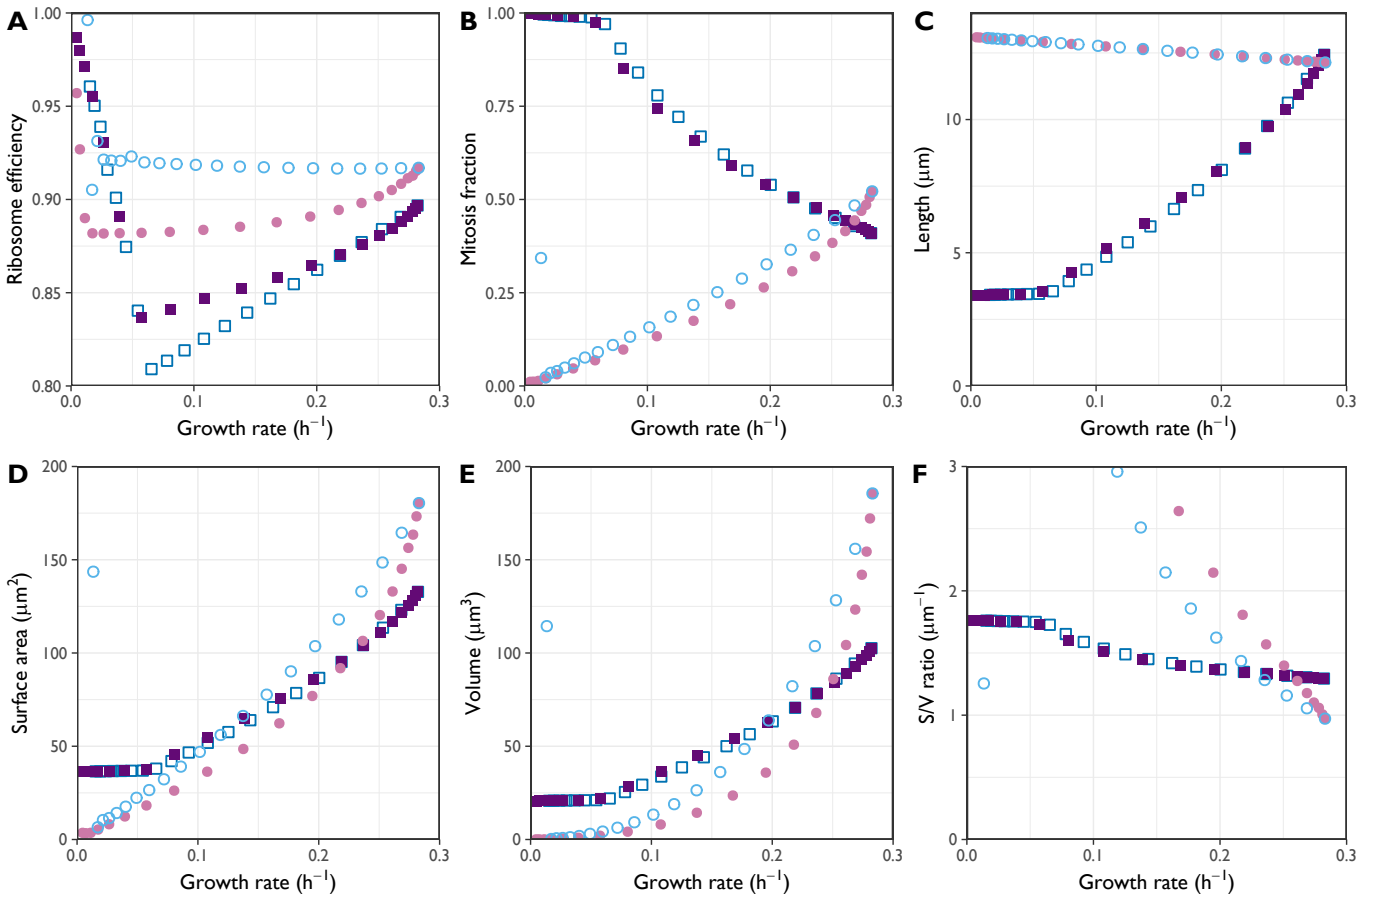 A
Ribosome efficiency
1.00
0.95
0.90
0.85
0.80
0.0 0.1 0.2 0.3
Growth rate (h⁻¹)
B
Mitosis fraction
1.00
0.75
0.50
0.25
0.00
0.0 0.1 0.2 0.3
Growth rate (h⁻¹)
C
Length (μm)
10
5
0
0.0 0.1 0.2 0.3
Growth rate (h⁻¹)
D
Surface area (μm²)
200
150
100
50
0
0.0 0.1 0.2 0.3
Growth rate (h⁻¹)
E
Volume (μm³)
200
150
100
50
0
0.0 0.1 0.2 0.3
Growth rate (h⁻¹)
F
S/V ratio (μm⁻¹)
3
2
1
0
0.0 0.1 0.2 0.3
Growth rate (h⁻¹)